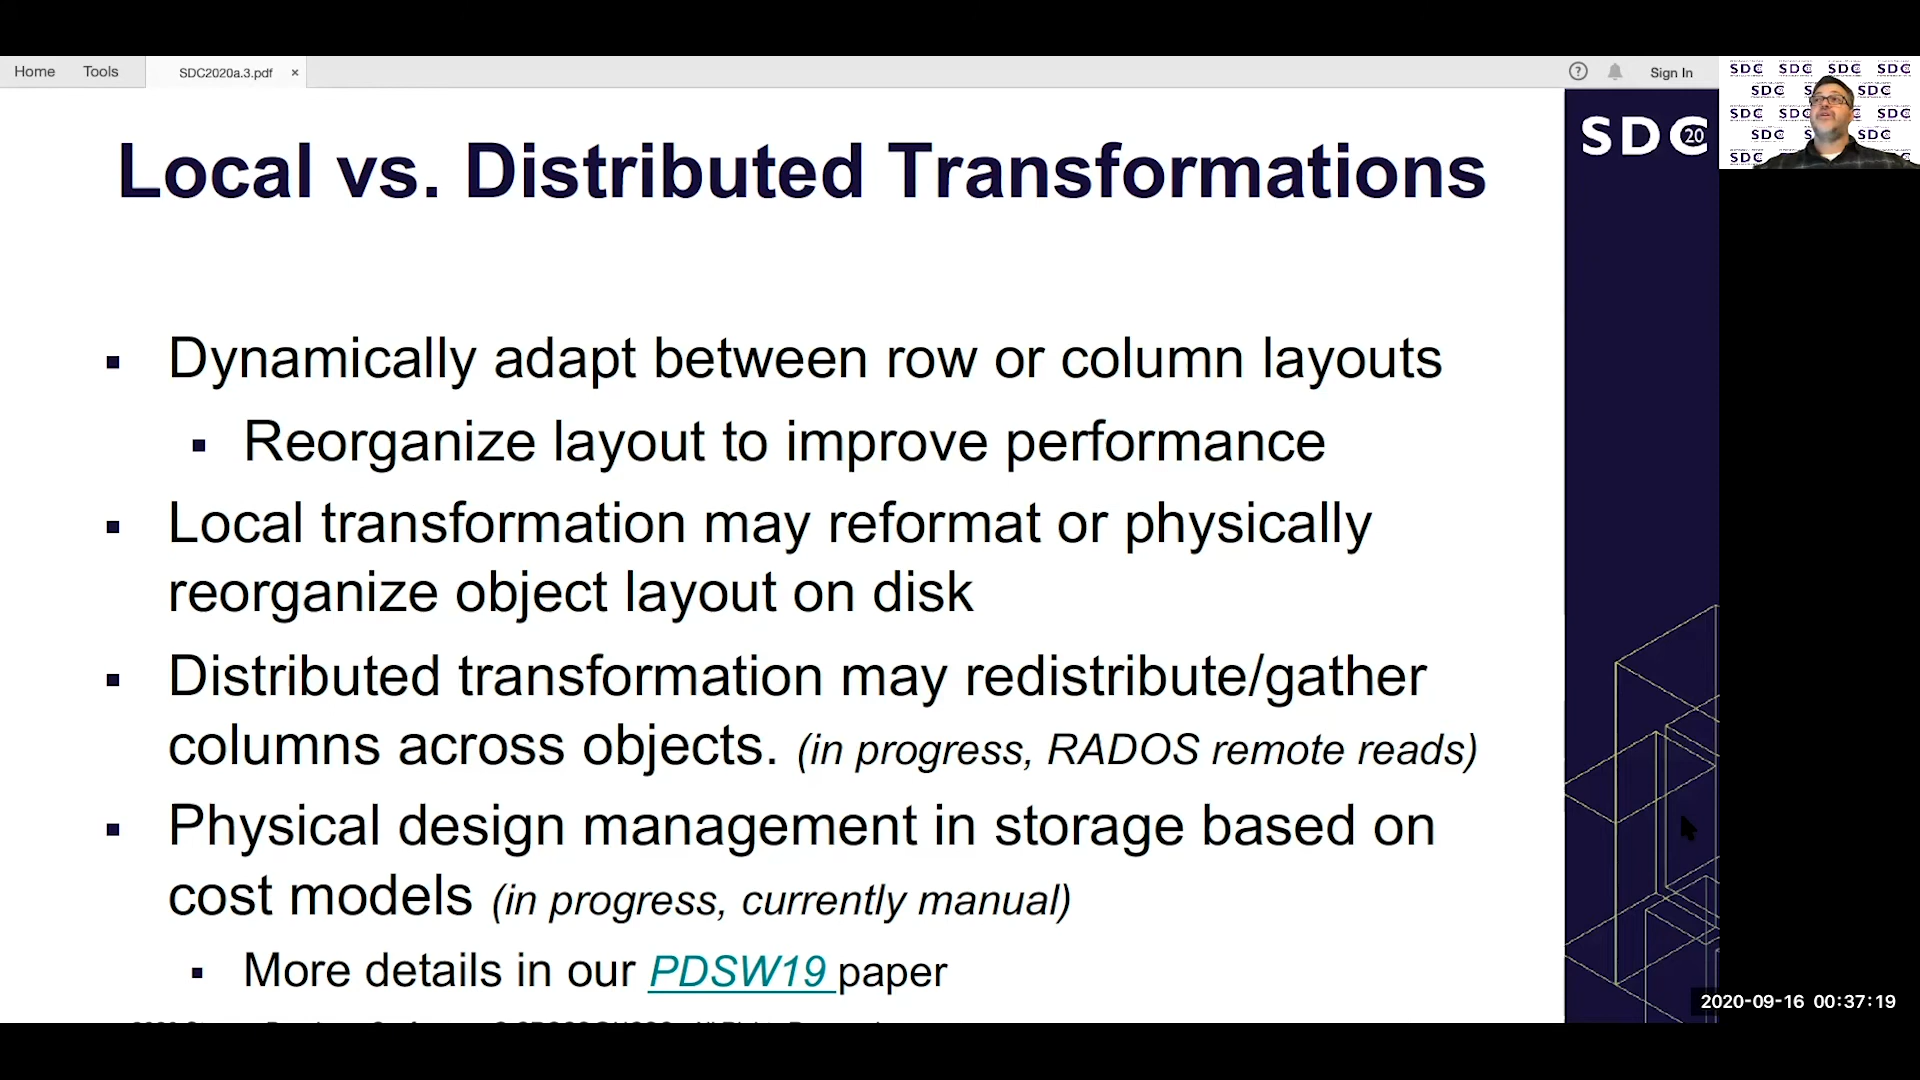 Home Tools SDC2020a.3.pdf × ? Sign In
SDC SDC SDC SDC
SDC SDC
SDC SDC
SDC SDC
SDC
SDC 20
Local vs. Distributed Transformations
▪ Dynamically adapt between row or column layouts
▪ Reorganize layout to improve performance
▪ Local transformation may reformat or physically
reorganize object layout on disk
▪ Distributed transformation may redistribute/gather
columns across objects. (in progress, RADOS remote reads)
▪ Physical design management in storage based on
cost models (in progress, currently manual)
▪ More details in our PDSW19 paper
2020-09-16 00:37:19